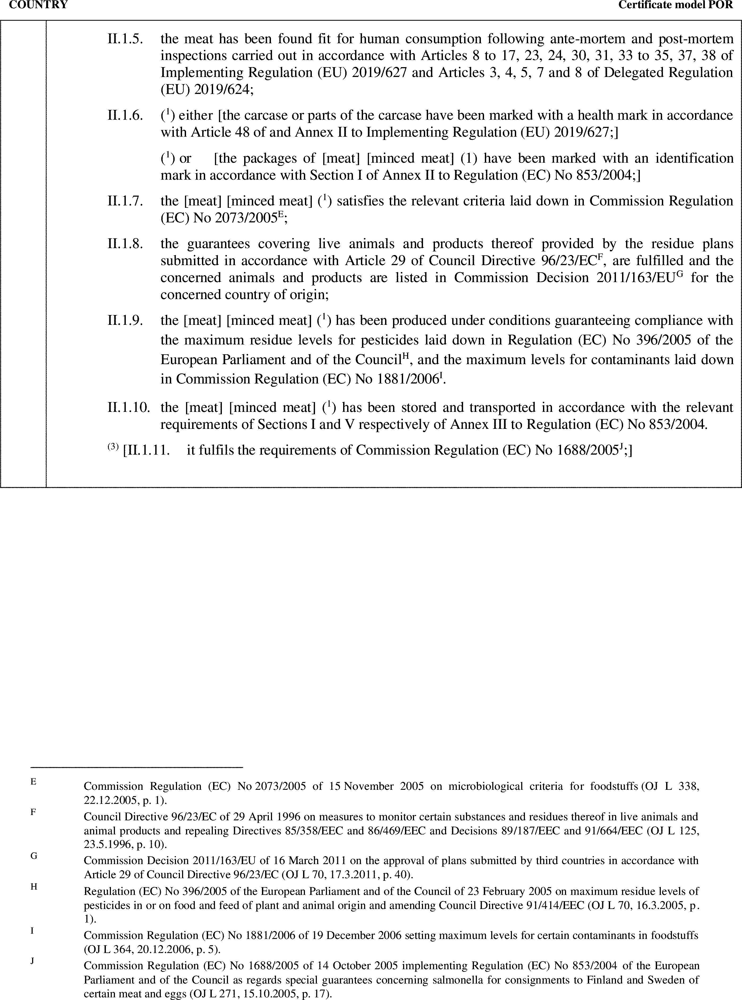 COUNTRY Certificate model POR
II.1.5. the meat has been found fit for human consumption following ante-mortem and post-mortem
inspections carried out in accordance with Articles 8 to 17, 23, 24, 30, 31, 33 to 35, 37, 38 of
Implementing Regulation (EU) 2019/627 and Articles 3, 4, 5, 7 and 8 of Delegated Regulation
(EU) 2019/624;
II.1.6. (1) either [the carcase or parts of the carcase have been marked with a health mark in accordance
with Article 48 of and Annex II to Implementing Regulation (EU) 2019/627;]
(1) or [the packages of [meat] [minced meat] (1) have been marked with an identification
mark in accordance with Section I of Annex II to Regulation (EC) No 853/2004;]
II.1.7. the [meat] [minced meat] (1) satisfies the relevant criteria laid down in Commission Regulation
(EC) No 2073/2005E;
II.1.8. the guarantees covering live animals and products thereof provided by the residue plans
submitted in accordance with Article 29 of Council Directive 96/23/ECF, are fulfilled and the
concerned animals and products are listed in Commission Decision 2011/163/EUG for the
concerned country of origin;
II.1.9. the [meat] [minced meat] (1) has been produced under conditions guaranteeing compliance with
the maximum residue levels for pesticides laid down in Regulation (EC) No 396/2005 of the
European Parliament and of the CouncilH, and the maximum levels for contaminants laid down
in Commission Regulation (EC) No 1881/2006I.
II.1.10. the [meat] [minced meat] (1) has been stored and transported in accordance with the relevant
requirements of Sections I and V respectively of Annex III to Regulation (EC) No 853/2004.
(3) [II.1.11. it fulfils the requirements of Commission Regulation (EC) No 1688/2005J;]
E Commission Regulation (EC) No 2073/2005 of 15 November 2005 on microbiological criteria for foodstuffs (OJ L 338,
22.12.2005, p. 1).
F Council Directive 96/23/EC of 29 April 1996 on measures to monitor certain substances and residues thereof in live animals and
animal products and repealing Directives 85/358/EEC and 86/469/EEC and Decisions 89/187/EEC and 91/664/EEC (OJ L 125,
23.5.1996, p. 10).
G Commission Decision 2011/163/EU of 16 March 2011 on the approval of plans submitted by third countries in accordance with
Article 29 of Council Directive 96/23/EC (OJ L 70, 17.3.2011, p. 40).
H Regulation (EC) No 396/2005 of the European Parliament and of the Council of 23 February 2005 on maximum residue levels of
pesticides in or on food and feed of plant and animal origin and amending Council Directive 91/414/EEC (OJ L 70, 16.3.2005, p.
1).
I Commission Regulation (EC) No 1881/2006 of 19 December 2006 setting maximum levels for certain contaminants in foodstuffs
(OJ L 364, 20.12.2006, p. 5).
J Commission Regulation (EC) No 1688/2005 of 14 October 2005 implementing Regulation (EC) No 853/2004 of the European
Parliament and of the Council as regards special guarantees concerning salmonella for consignments to Finland and Sweden of
certain meat and eggs (OJ L 271, 15.10.2005, p. 17).